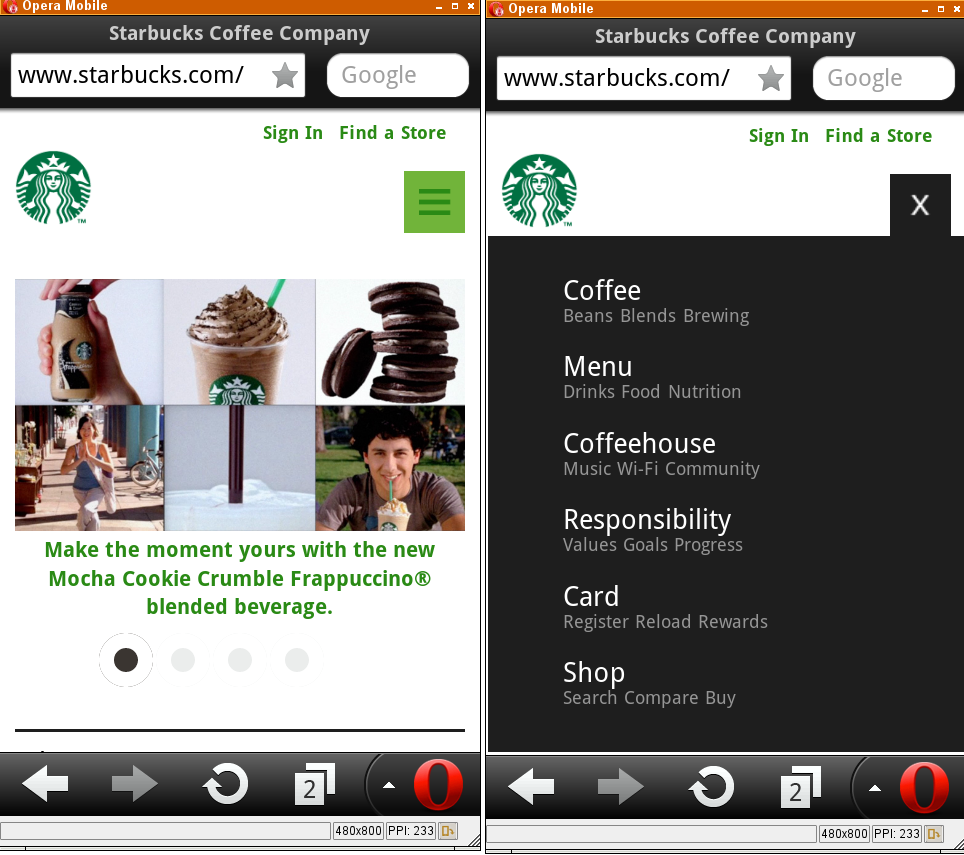 Opera Mobile
Starbucks Coffee Company
www.starbucks.com/ Google
Sign In Find a Store
TM
Make the moment yours with the new
Mocha Cookie Crumble Frappuccino®
blended beverage.
2
480x800 PPI: 233
Opera Mobile
Starbucks Coffee Company
www.starbucks.com/ Google
Sign In Find a Store
TM
X
Coffee
Beans Blends Brewing
Menu
Drinks Food Nutrition
Coffeehouse
Music Wi-Fi Community
Responsibility
Values Goals Progress
Card
Register Reload Rewards
Shop
Search Compare Buy
2
480x800 PPI: 233